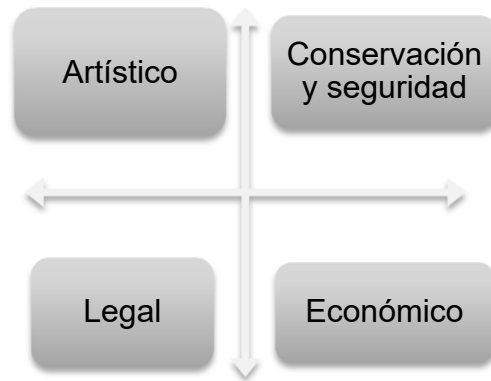 Artístico
Conservación
y seguridad
Legal
Económico